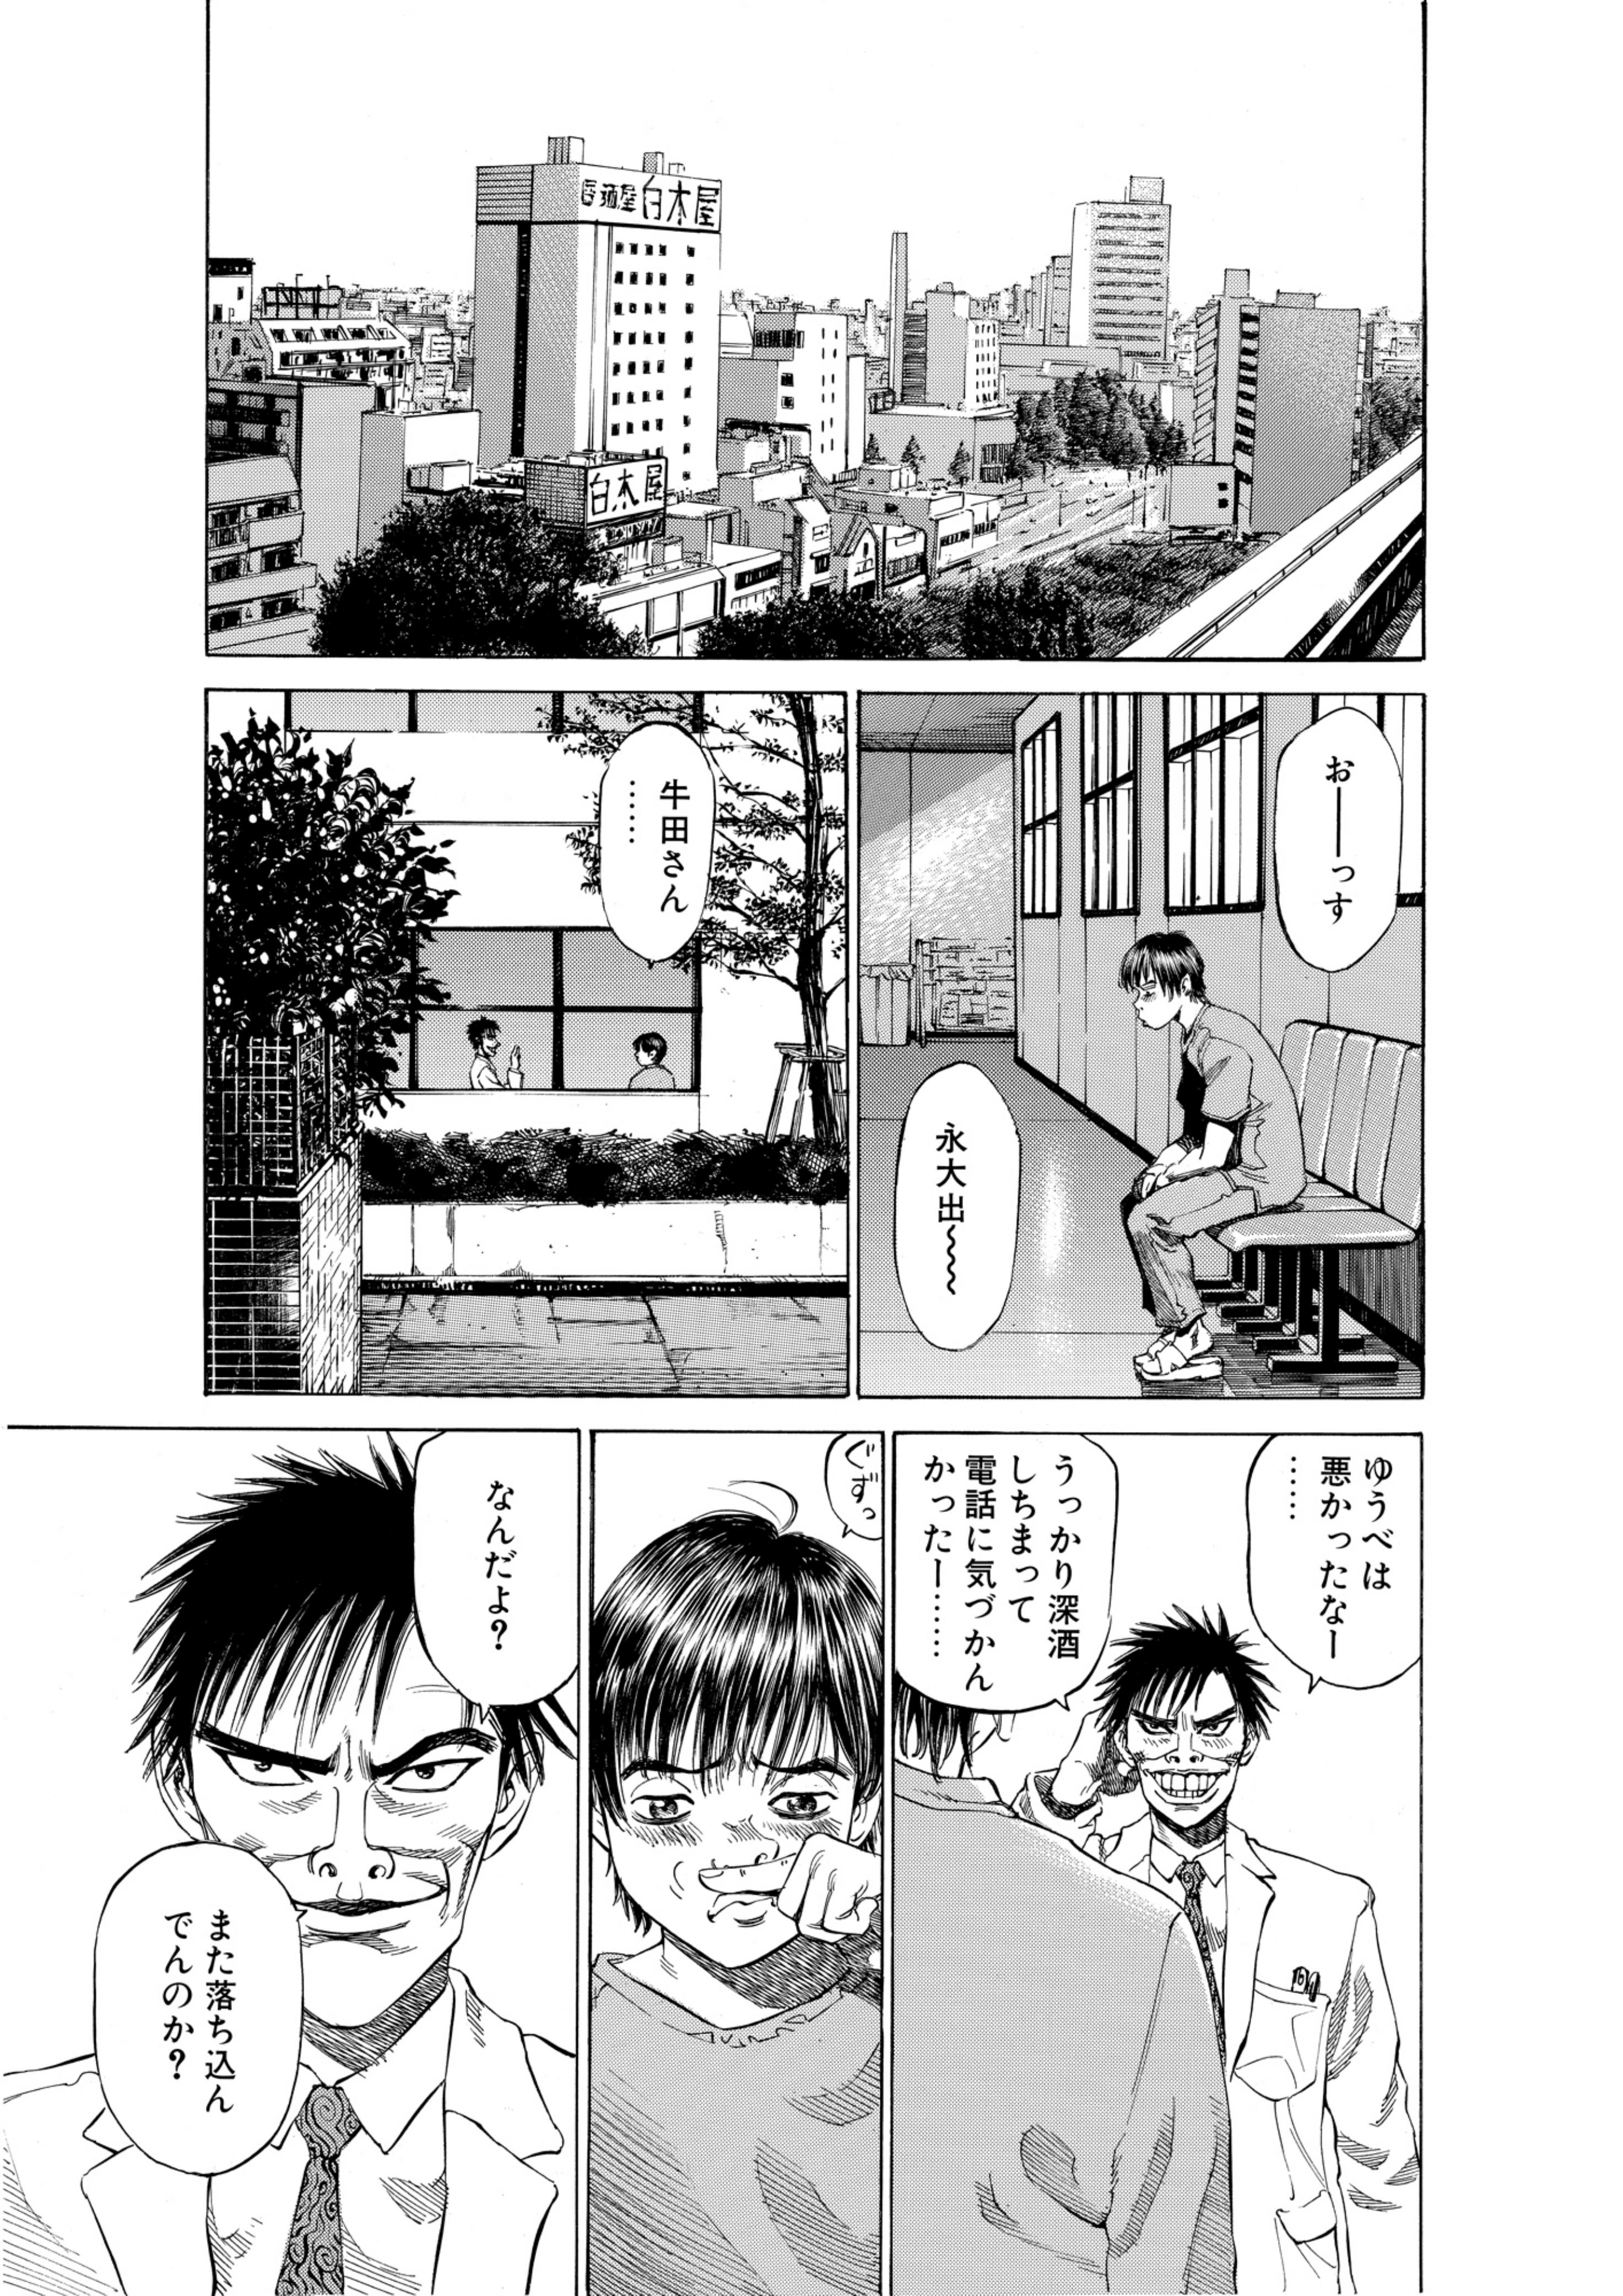 居酒屋 白木屋
白木屋
おーーっす
永大出〜〜〜
牛田さん
……
ゆうべは
悪かったなー
……
うっかり深酒
しちまって
電話に気づかん
かったー……
ぐずっ
なんだよ?
また落ち込ん
でんのか?